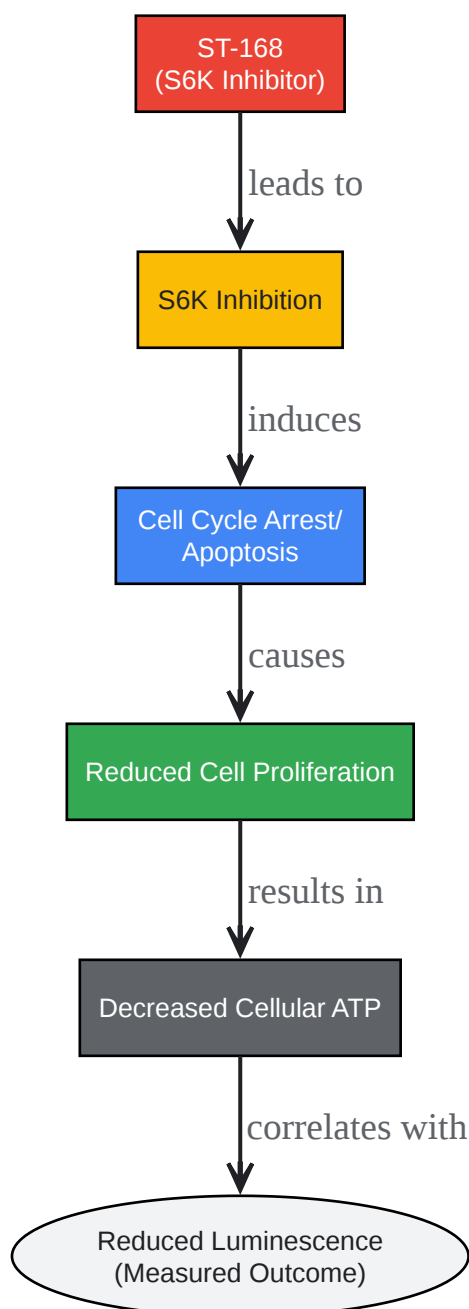 ST-168
(S6K Inhibitor)
leads to
S6K Inhibition
induces
Cell Cycle Arrest/
Apoptosis
causes
Reduced Cell Proliferation
results in
Decreased Cellular ATP
correlates with
Reduced Luminescence
(Measured Outcome)